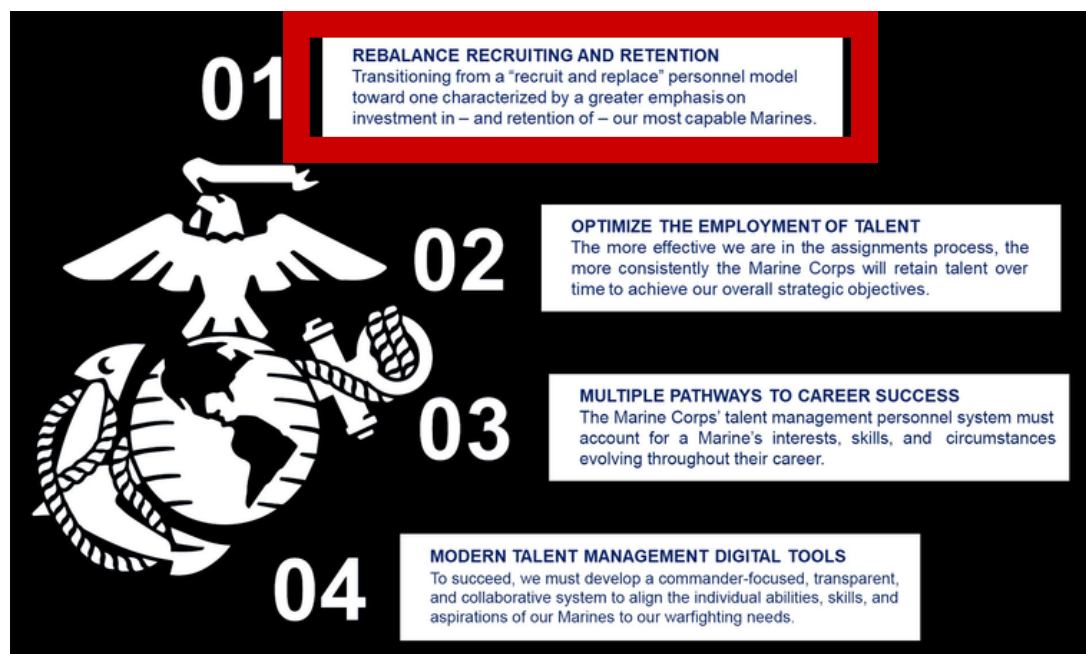 01
REBALANCE RECRUITING AND RETENTION
Transitioning from a “recruit and replace” personnel model
toward one characterized by a greater emphasis on
investment in – and retention of – our most capable Marines.
02
OPTIMIZE THE EMPLOYMENT OF TALENT
The more effective we are in the assignments process, the
more consistently the Marine Corps will retain talent over
time to achieve our overall strategic objectives.
03
MULTIPLE PATHWAYS TO CAREER SUCCESS
The Marine Corps’ talent management personnel system must
account for a Marine’s interests, skills, and circumstances
evolving throughout their career.
04
MODERN TALENT MANAGEMENT DIGITAL TOOLS
To succeed, we must develop a commander-focused, transparent,
and collaborative system to align the individual abilities, skills, and
aspirations of our Marines to our warfighting needs.